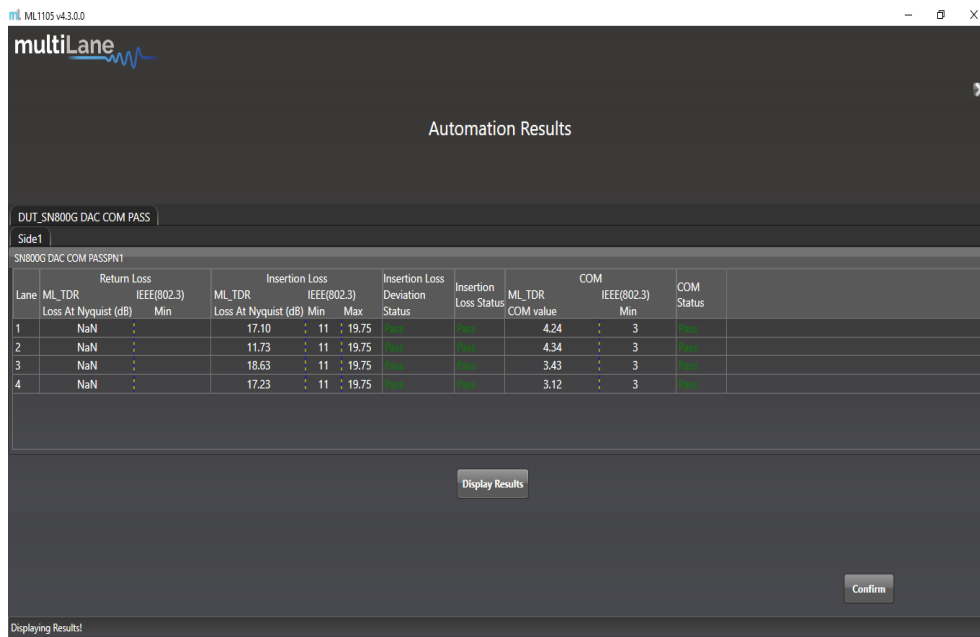 ml ML1105 v4.3.0.0
multiLane
Automation Results
DUT_SN800G DAC COM PASS
Side1
SN800G DAC COM PASSPN1
Return Loss Insertion Loss Insertion Loss Deviation Status Insertion Loss Status COM COM Status
Lane ML_TDR Loss At Nyquist (dB) IEEE(802.3) Min ML_TDR Loss At Nyquist (dB) IEEE(802.3) Min Max ML_TDR COM value IEEE(802.3) Min
1 NaN 17.10 11 19.75 Pass Pass 4.24 3 Pass
2 NaN 11.73 11 19.75 Pass Pass 4.34 3 Pass
3 NaN 18.63 11 19.75 Pass Pass 3.43 3 Pass
4 NaN 17.23 11 19.75 Pass Pass 3.12 3 Pass
Display Results
Confirm
Displaying Results!